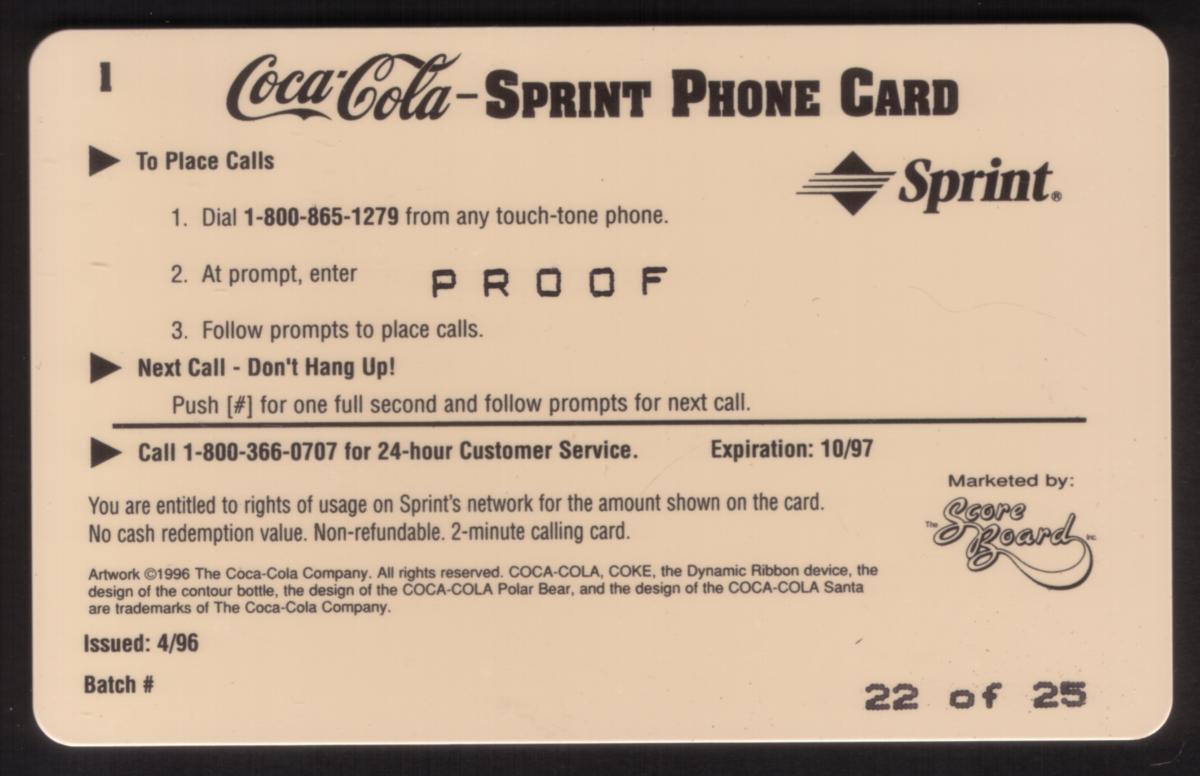 1
Coca-Cola-SPRINT PHONE CARD
▶ To Place Calls
Sprint®
1. Dial 1-800-865-1279 from any touch-tone phone.
2. At prompt, enter PROOF
3. Follow prompts to place calls.
▶ Next Call - Don't Hang Up!
Push [#] for one full second and follow prompts for next call.
▶ Call 1-800-366-0707 for 24-hour Customer Service. Expiration: 10/97
Marketed by:
The Score Board Inc
You are entitled to rights of usage on Sprint's network for the amount shown on the card.
No cash redemption value. Non-refundable. 2-minute calling card.
Artwork ©1996 The Coca-Cola Company. All rights reserved. COCA-COLA, COKE, the Dynamic Ribbon device, the
design of the contour bottle, the design of the COCA-COLA Polar Bear, and the design of the COCA-COLA Santa
are trademarks of The Coca-Cola Company.
Issued: 4/96
Batch #
22 of 25